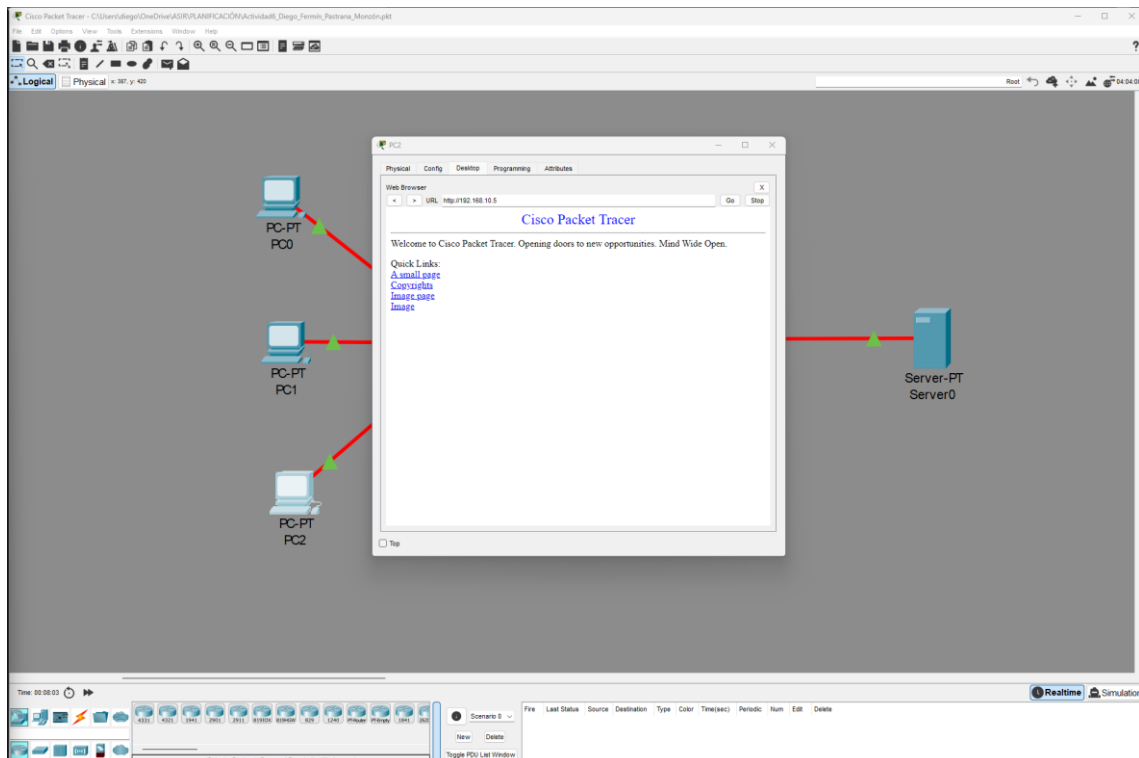 Cisco Packet Tracer - C:\Users\diego\OneDrive\ASIR\PLANIFICACIÓN\Actividad6_Diego_Fermín_Pastrana_Monzón.pkt
File Edit Options View Tools Extensions Window Help
Logical Physical x: 387, y: 420 Root 04:04:0
PC2
Physical Config Desktop Programming Attributes
Web Browser X
< > URL http://192.168.10.5 Go Stop
Cisco Packet Tracer
Welcome to Cisco Packet Tracer. Opening doors to new opportunities. Mind Wide Open.
Quick Links:
A small page
Copyrights
Image page
Image
Top
PC-PT
PC0
PC-PT
PC1
PC-PT
PC2
Server-PT
Server0
Time: 00:08:03 Realtime Simulation
4331 4321 1941 2901 2911 819HGW 829 1240 PT-Router PT-Empty 1841
Scenario 0
New Delete
Toggle PDU List Window
Fire Last Status Source Destination Type Color Time(sec) Periodic Num Edit Delete